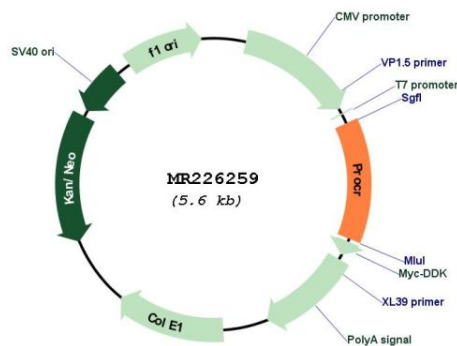 CMV promoter
VP1.5 primer
T7 promoter
SgfI
Procr
MluI
Myc-DDK
XL39 primer
PolyA signal
Col E1
Kan/Neo
SV40 ori
f1 ori
MR226259
(5.6 kb)